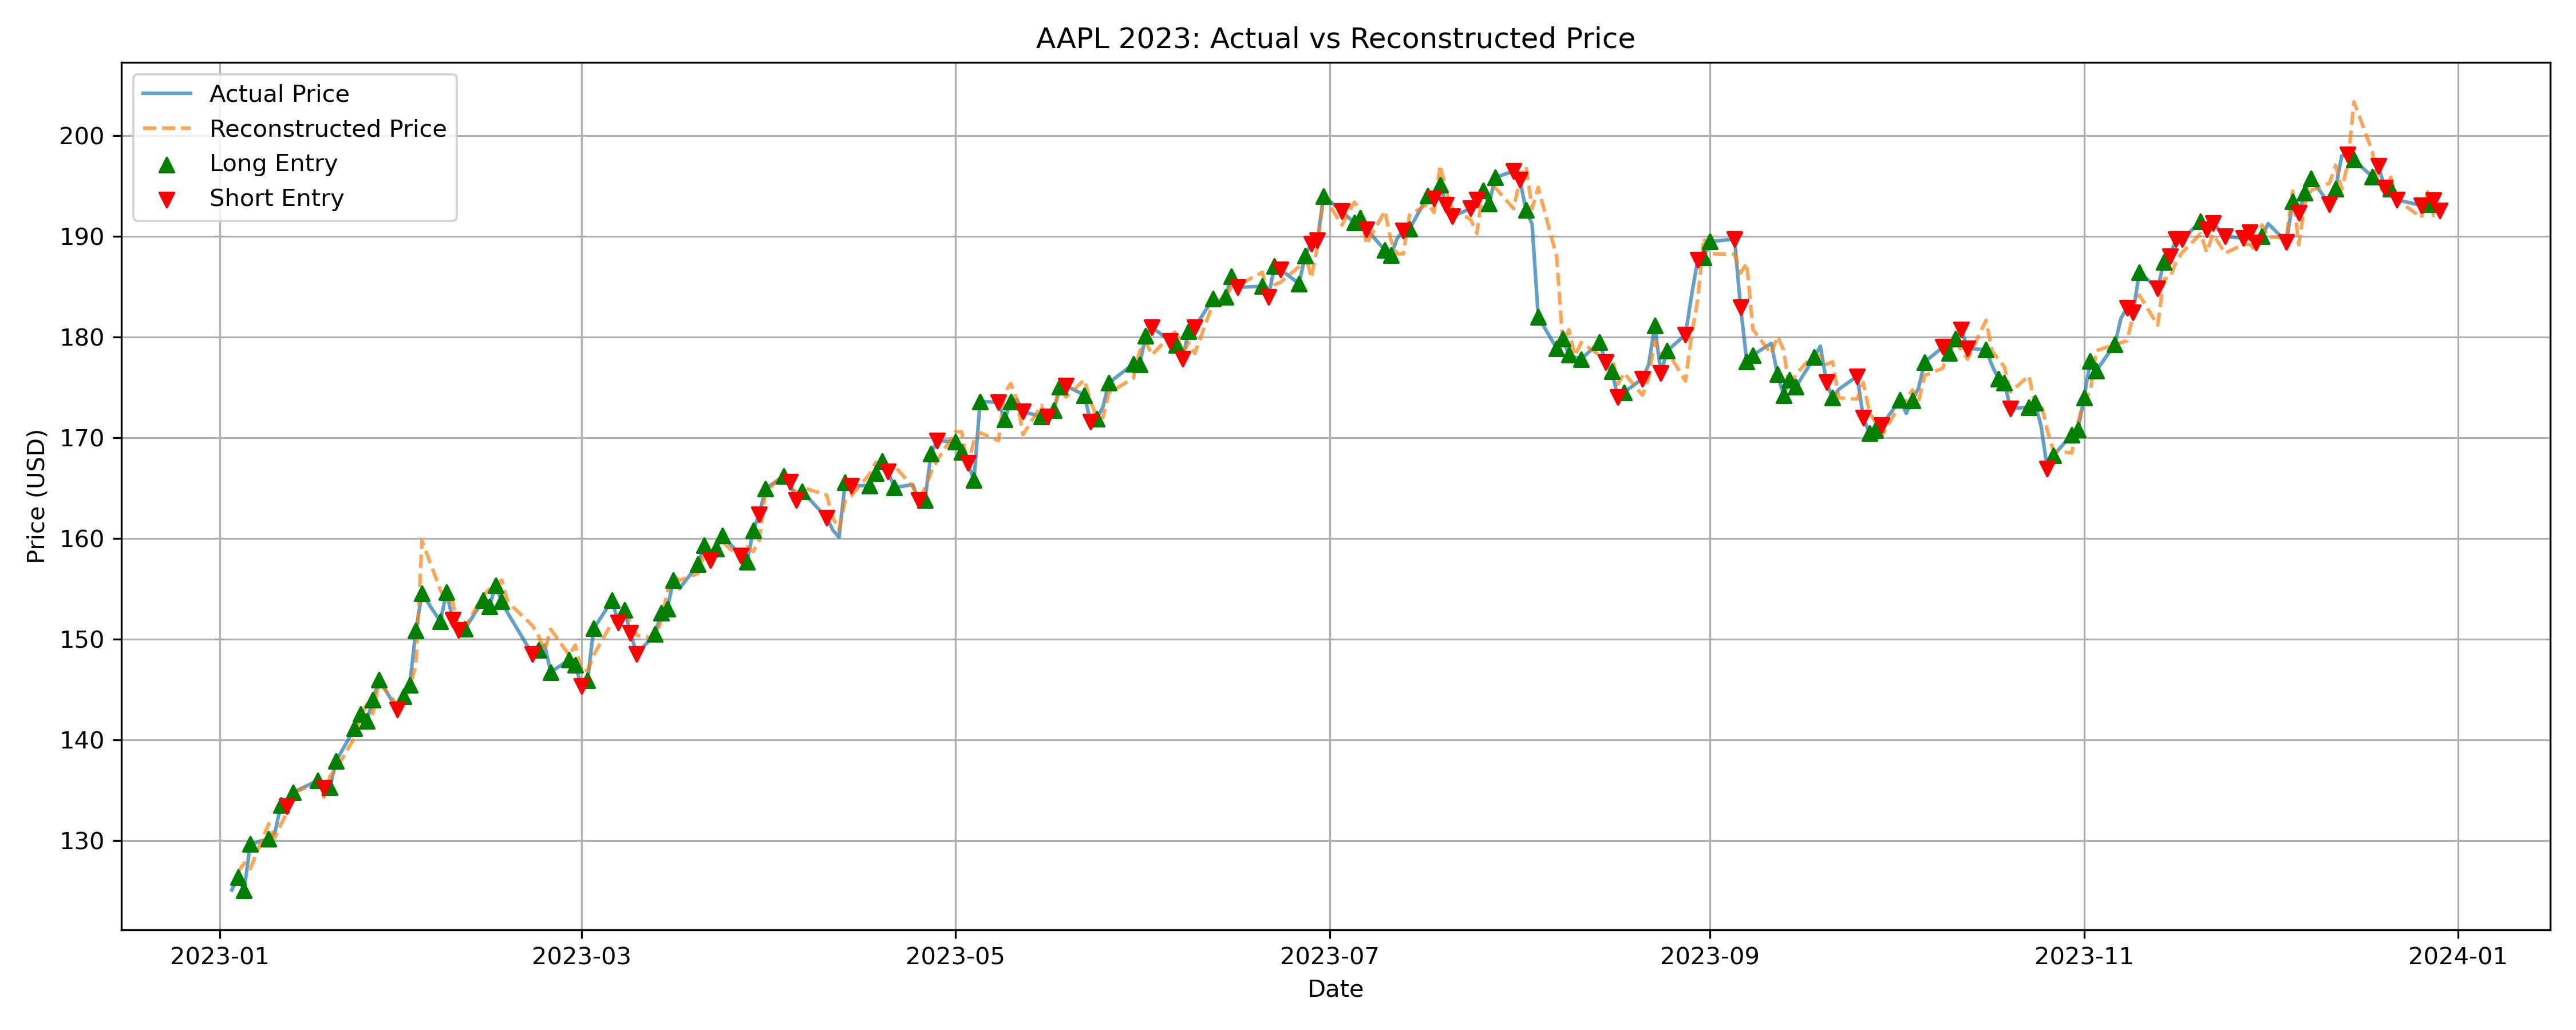 AAPL 2023: Actual vs Reconstructed Price
Actual Price
Reconstructed Price
Long Entry
Short Entry
Price (USD)
200
190
180
170
160
150
140
130
2023-01
2023-03
2023-05
2023-07
2023-09
2023-11
2024-01
Date